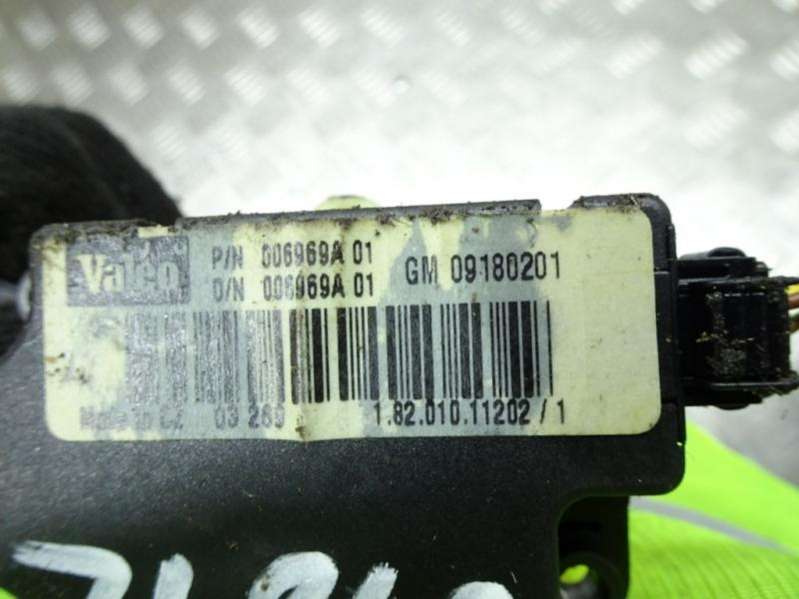 Valeo
P/N 006969A 01
O/N 006969A 01
GM 09180201
Made in CZ 03 269
1.82.010.11202 / 1